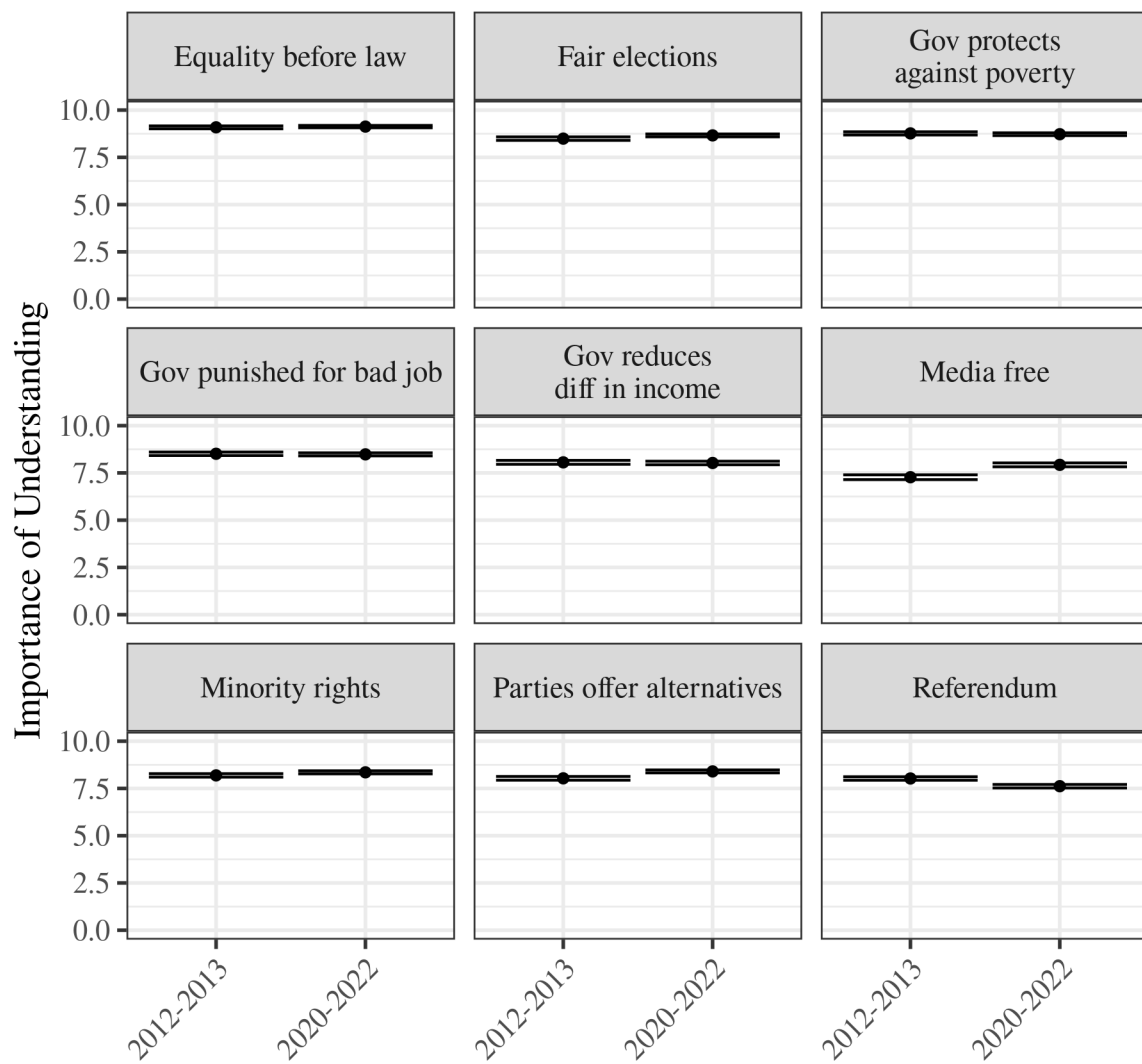 Importance of Understanding
Equality before law
Fair elections
Gov protects
against poverty
10.0
7.5
5.0
2.5
0.0
Gov punished for bad job
Gov reduces
diff in income
Media free
10.0
7.5
5.0
2.5
0.0
Minority rights
Parties offer alternatives
Referendum
10.0
7.5
5.0
2.5
0.0
2012-2013
2020-2022
2012-2013
2020-2022
2012-2013
2020-2022